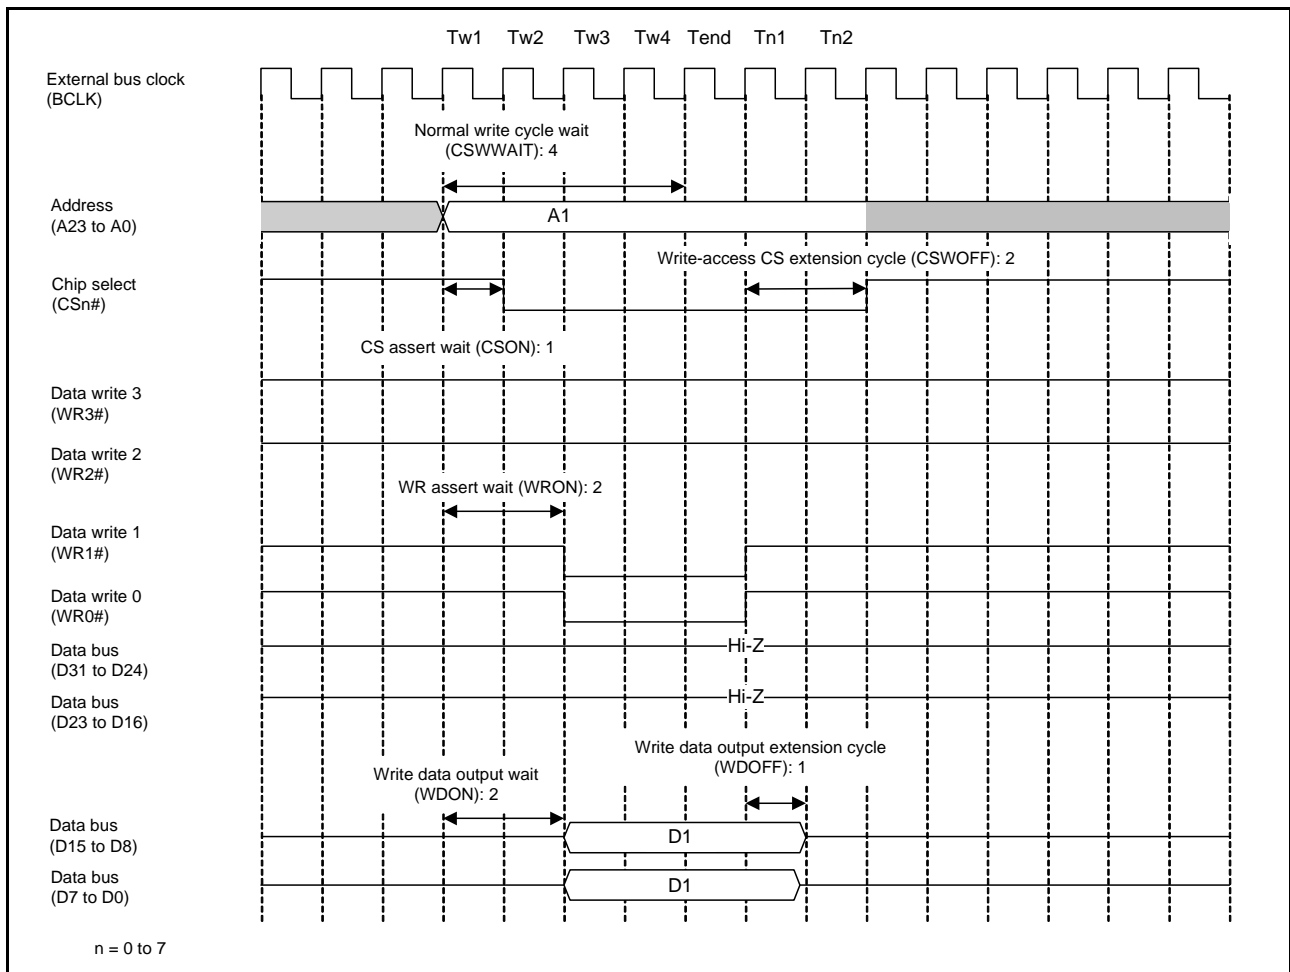 Tw1 Tw2 Tw3 Tw4 Tend Tn1 Tn2
External bus clock
(BCLK)
Normal write cycle wait
(CSWWAIT): 4
Address
(A23 to A0)
A1
Write-access CS extension cycle (CSWOFF): 2
Chip select
(CSn#)
CS assert wait (CSON): 1
Data write 3
(WR3#)
Data write 2
(WR2#)
WR assert wait (WRON): 2
Data write 1
(WR1#)
Data write 0
(WR0#)
Data bus
(D31 to D24)
Hi-Z
Data bus
(D23 to D16)
Hi-Z
Write data output extension cycle
(WDOFF): 1
Write data output wait
(WDON): 2
Data bus
(D15 to D8)
D1
Data bus
(D7 to D0)
D1
n = 0 to 7